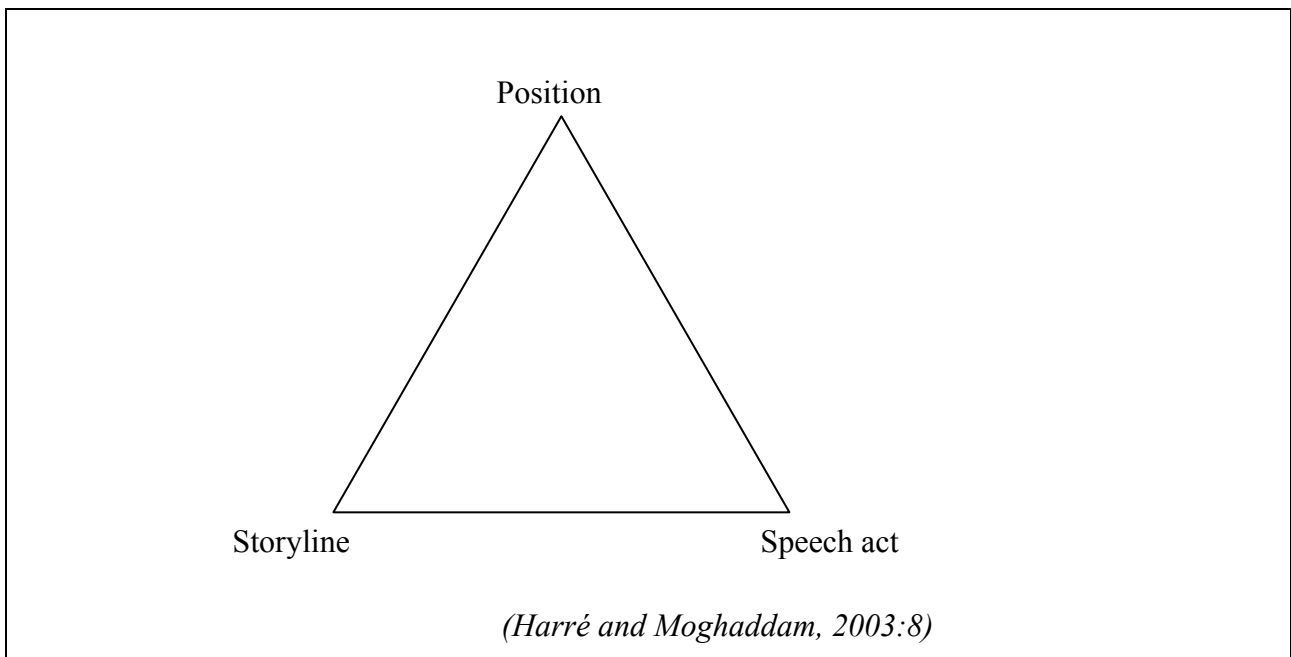 Position
Storyline
Speech act
(Harré and Moghaddam, 2003:8)